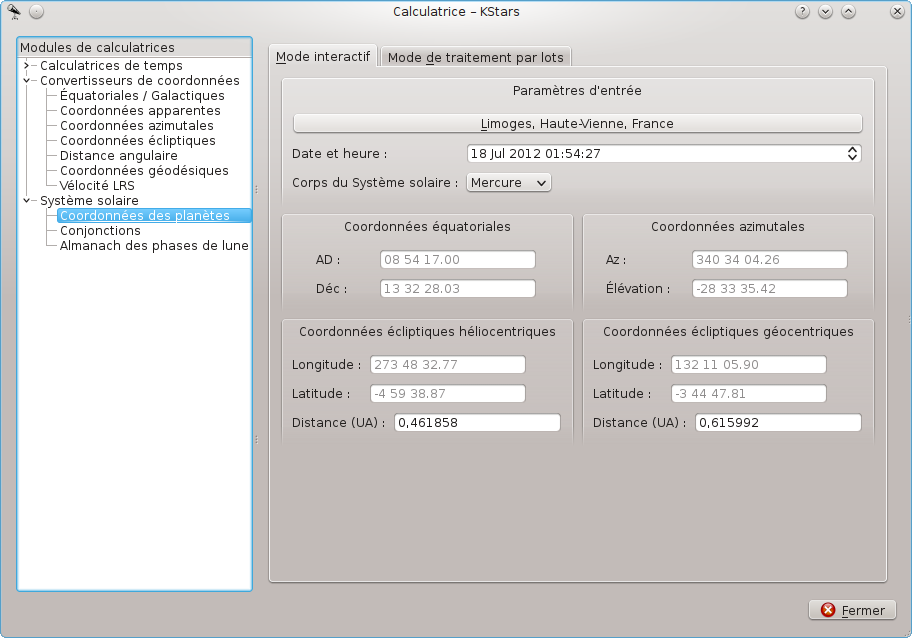 Calculatrice – KStars
Modules de calculatrices
Calculatrices de temps
Convertisseurs de coordonnées
Équatoriales / Galactiques
Coordonnées apparentes
Coordonnées azimutales
Coordonnées écliptiques
Distance angulaire
Coordonnées géodésiques
Vélocité LRS
Système solaire
Coordonnées des planètes
Conjonctions
Almanach des phases de lune
Mode interactif
Mode de traitement par lots
Paramètres d'entrée
Limoges, Haute-Vienne, France
Date et heure : 18 Jul 2012 01:54:27
Corps du Système solaire : Mercure
Coordonnées équatoriales
AD : 08 54 17.00
Déc : 13 32 28.03
Coordonnées azimutales
Az : 340 34 04.26
Élévation : -28 33 35.42
Coordonnées écliptiques héliocentriques
Longitude : 273 48 32.77
Latitude : -4 59 38.87
Distance (UA) : 0,461858
Coordonnées écliptiques géocentriques
Longitude : 132 11 05.90
Latitude : -3 44 47.81
Distance (UA) : 0,615992
Fermer